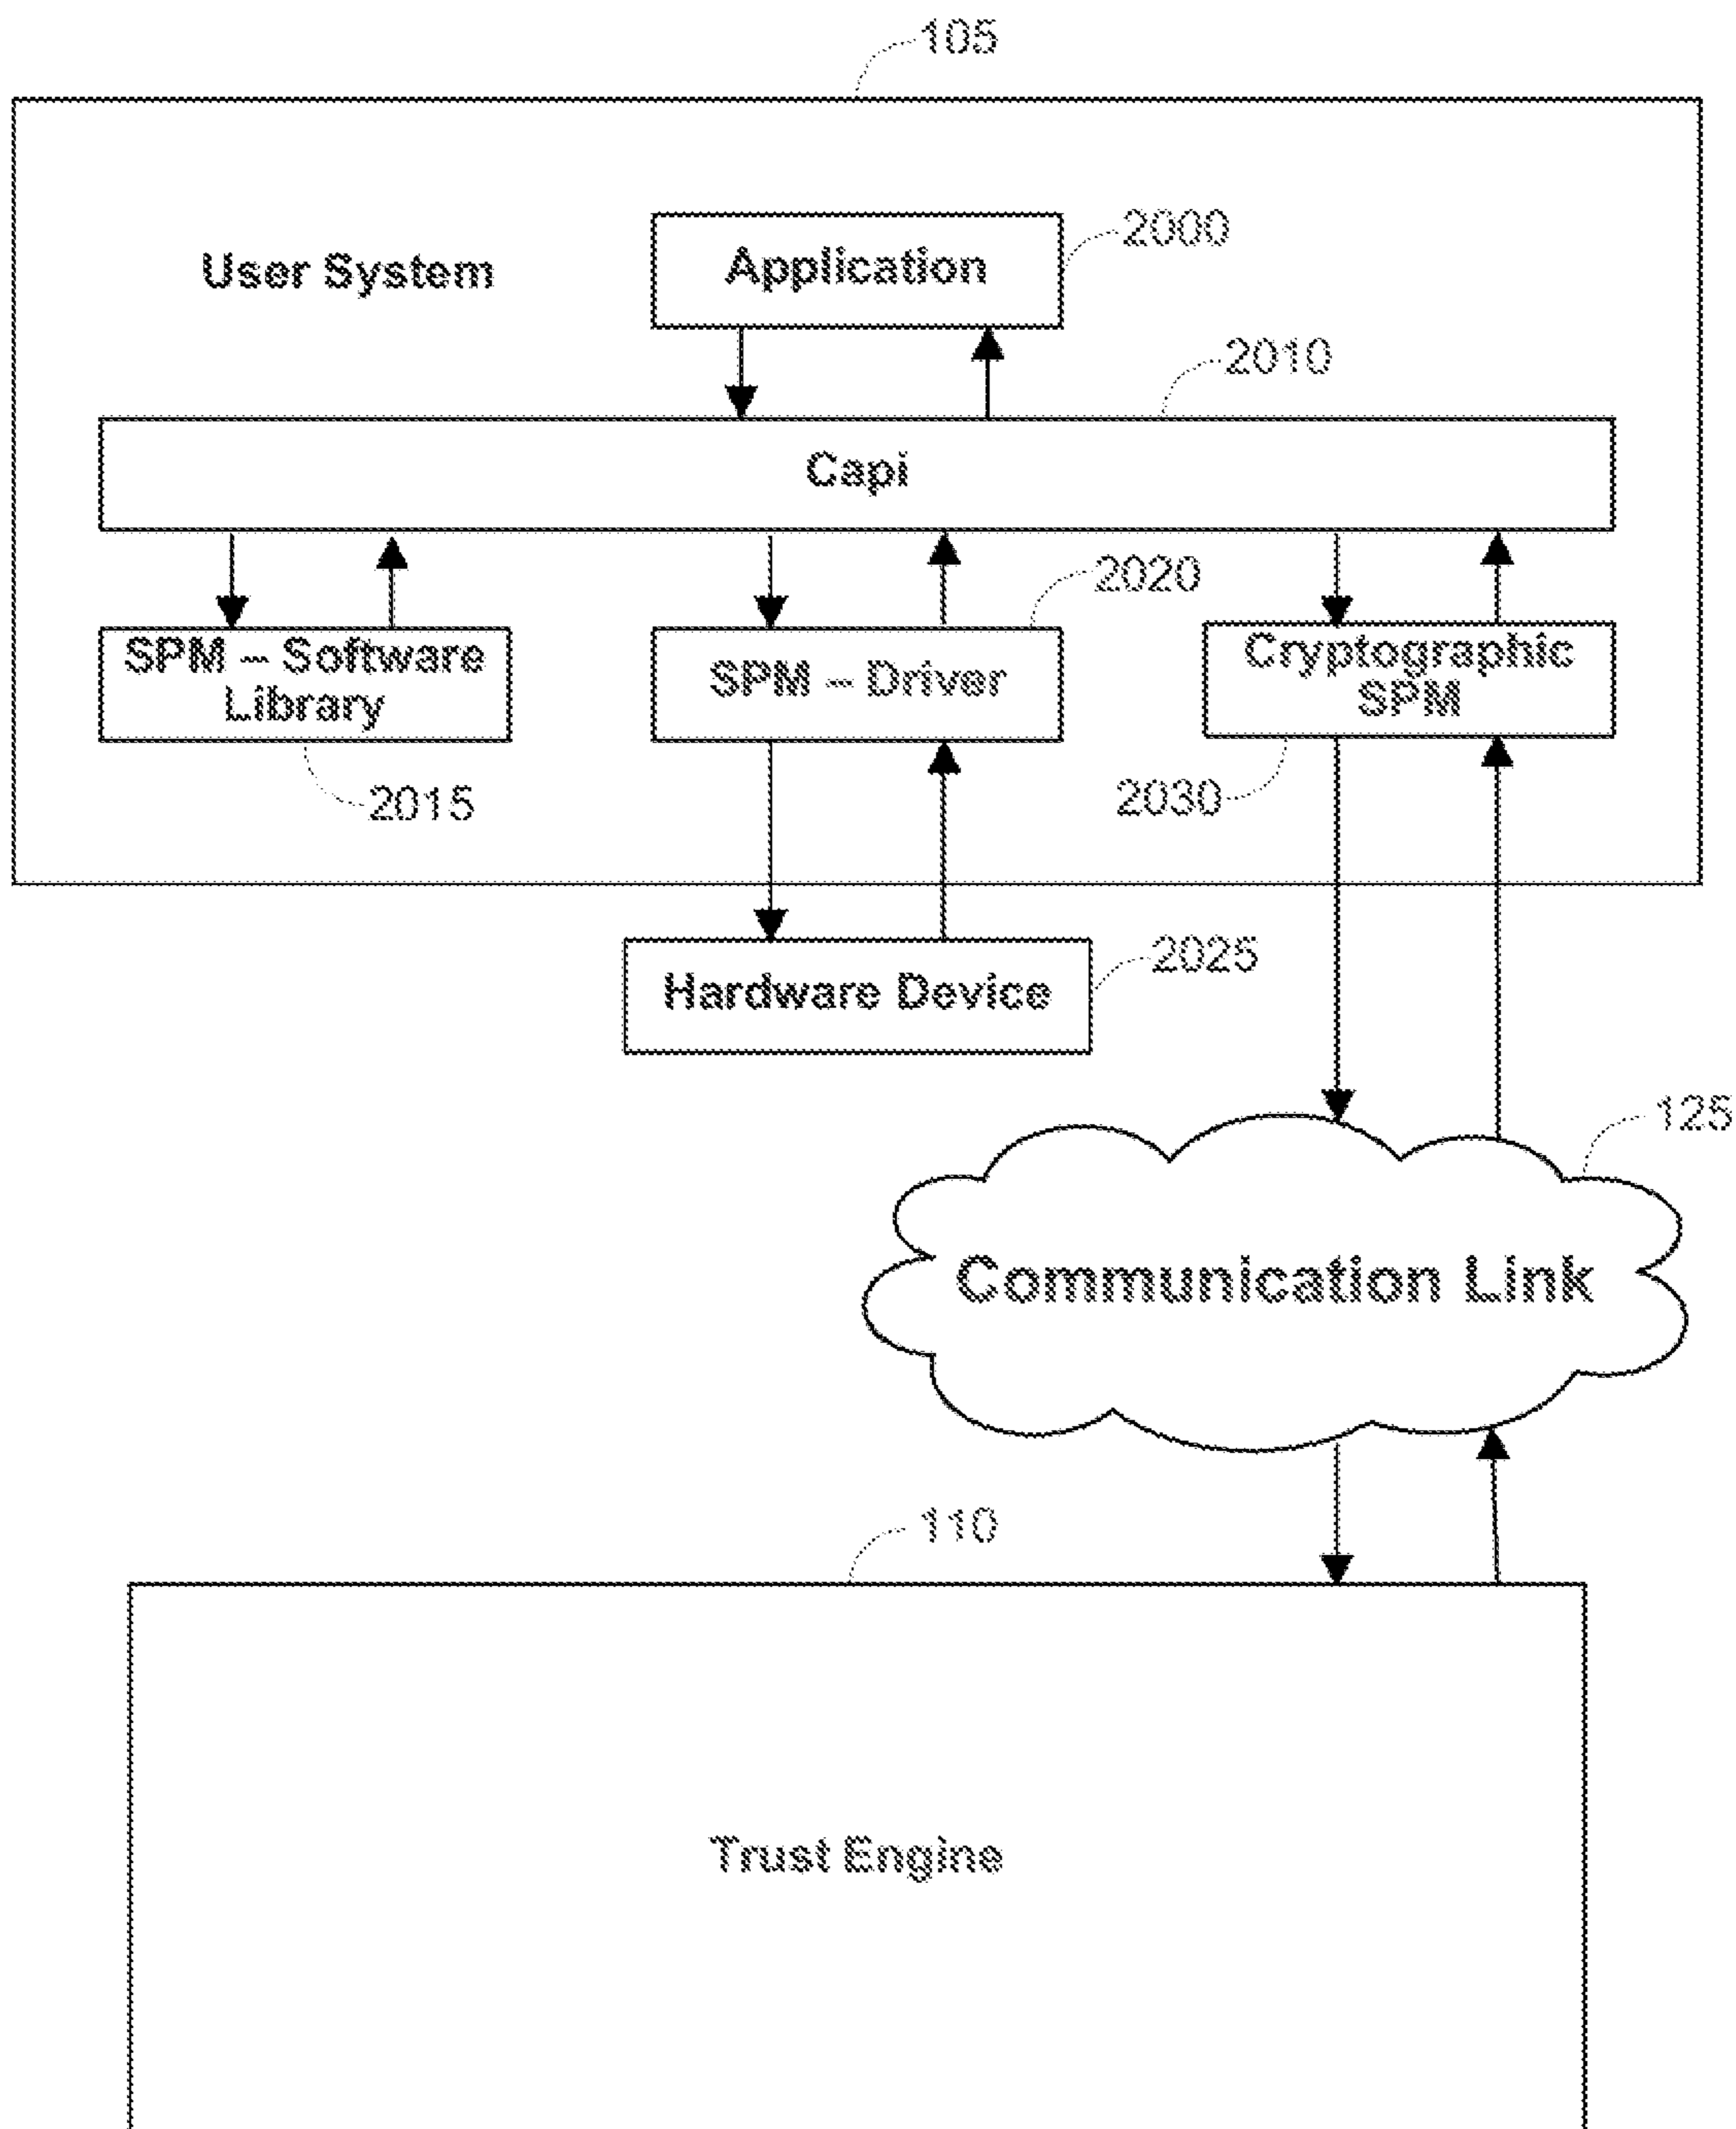 105
User System
Application
2000
2010
Capi
2020
SPM – Software
Library
SPM – Driver
Cryptographic
SPM
2015
2030
Hardware Device
2025
125
Communication Link
110
Trust Engine